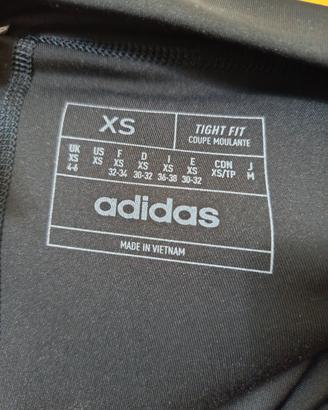 XS TIGHT FIT
COUPE MOULANTE
UK US F D I E CDN J
XS XS XS XS XS XS XS/TP M
4-6 32-34 30-32 36-38 30-32
adidas
MADE IN VIETNAM